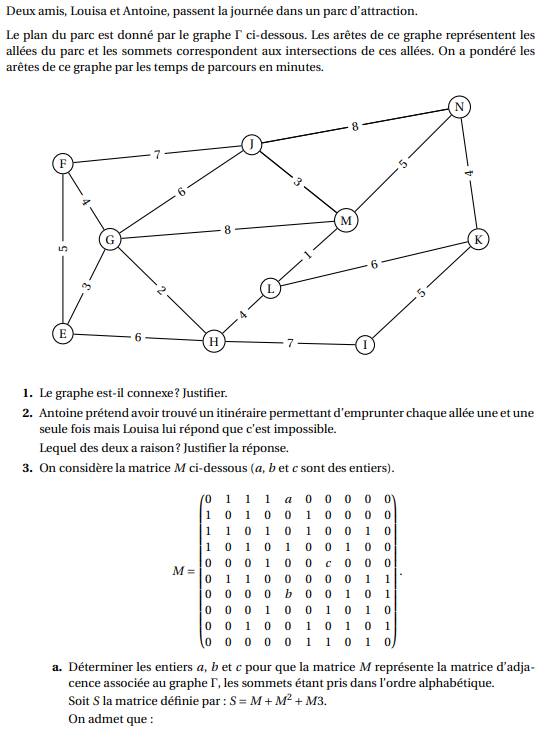 Deux amis, Louisa et Antoine, passent la journée dans un parc d'attraction.
Le plan du parc est donné par le graphe Γ ci-dessous. Les arêtes de ce graphe représentent les
allées du parc et les sommets correspondent aux intersections de ces allées. On a pondéré les
arêtes de ce graphe par les temps de parcours en minutes.
N
8
J
7
F
3
5
4
6
4
M
8
G
K
5
1
6
L
3
2
5
4
E
6
H
7
I
1. Le graphe est-il connexe? Justifier.
2. Antoine prétend avoir trouvé un itinéraire permettant d'emprunter chaque allée une et une
seule fois mais Louisa lui répond que c'est impossible.
Lequel des deux a raison? Justifier la réponse.
3. On considère la matrice M ci-dessous (a, b et c sont des entiers).
0 1 1 1 a 0 0 0 0 0
1 0 1 0 0 1 0 0 0 0
1 1 0 1 0 1 0 0 1 0
1 0 1 0 1 0 0 1 0 0
0 0 0 1 0 0 c 0 0 0
M = 0 1 1 0 0 0 0 0 1 1 .
0 0 0 0 b 0 0 1 0 1
0 0 0 1 0 0 1 0 1 0
0 0 1 0 0 1 0 1 0 1
0 0 0 0 0 1 1 0 1 0
a. Déterminer les entiers a, b et c pour que la matrice M représente la matrice d'adja-
cence associée au graphe Γ, les sommets étant pris dans l'ordre alphabétique.
Soit S la matrice définie par : S = M + M² + M3.
On admet que :